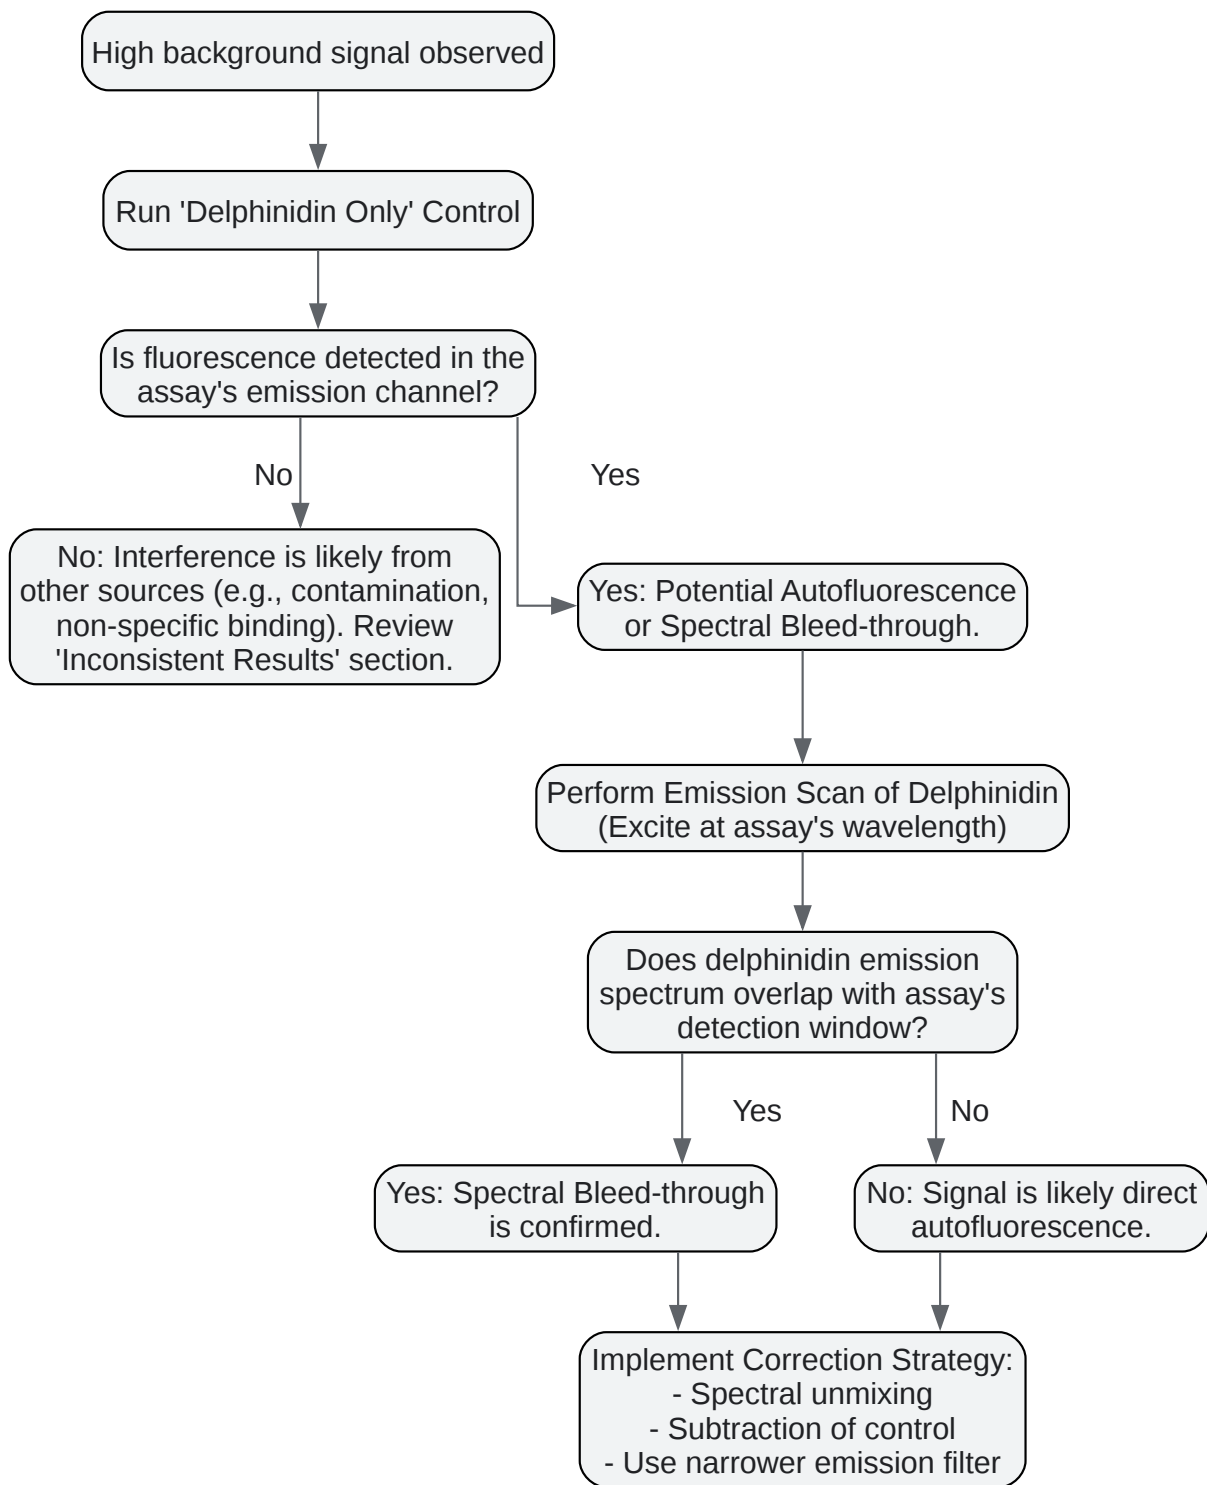 High background signal observed
Run 'Delphinidin Only' Control
Is fluorescence detected in the
assay's emission channel?
No
Yes
No: Interference is likely from
other sources (e.g., contamination,
non-specific binding). Review
'Inconsistent Results' section.
Yes: Potential Autofluorescence
or Spectral Bleed-through.
Perform Emission Scan of Delphinidin
(Excite at assay's wavelength)
Does delphinidin emission
spectrum overlap with assay's
detection window?
Yes
No
Yes: Spectral Bleed-through
is confirmed.
No: Signal is likely direct
autofluorescence.
Implement Correction Strategy:
- Spectral unmixing
- Subtraction of control
- Use narrower emission filter